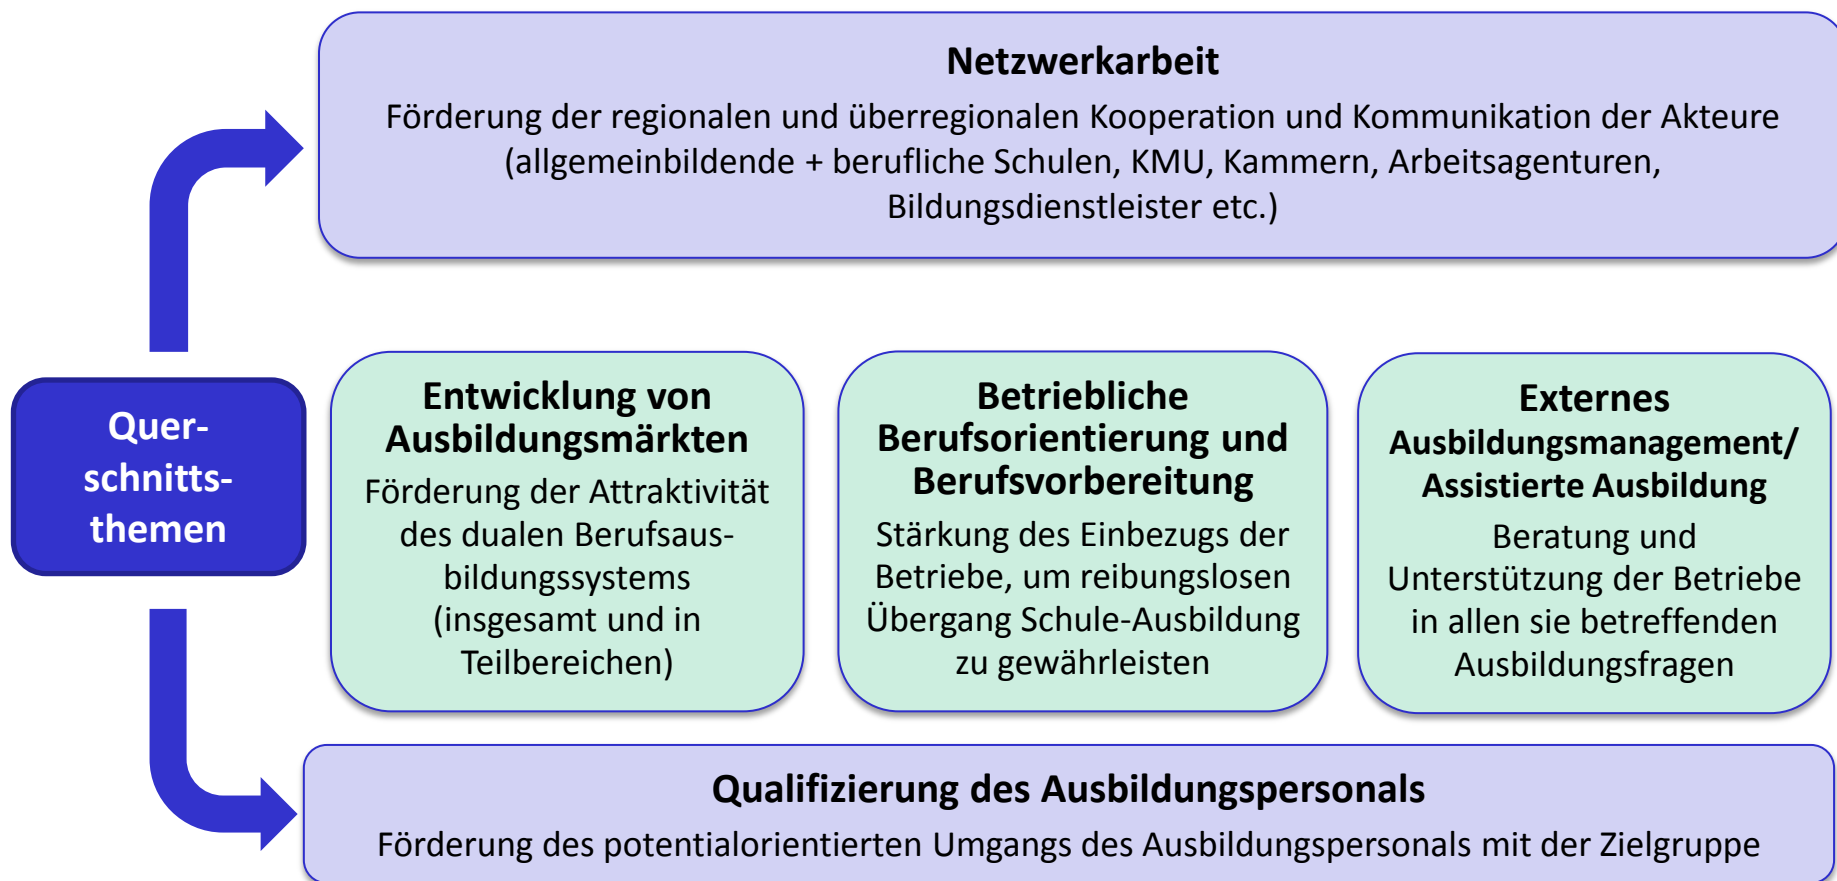 Netzwerkarbeit
Förderung der regionalen und überregionalen Kooperation und Kommunikation der Akteure
(allgemeinbildende + berufliche Schulen, KMU, Kammern, Arbeitsagenturen,
Bildungsdienstleister etc.)
Quer-
schnitts-
themen
Entwicklung von
Ausbildungsmärkten
Förderung der Attraktivität
des dualen Berufsaus-
bildungssystems
(insgesamt und in
Teilbereichen)
Betriebliche
Berufsorientierung und
Berufsvorbereitung
Stärkung des Einbezugs der
Betriebe, um reibungslosen
Übergang Schule-Ausbildung
zu gewährleisten
Externes
Ausbildungsmanagement/
Assistierte Ausbildung
Beratung und
Unterstützung der Betriebe
in allen sie betreffenden
Ausbildungsfragen
Qualifizierung des Ausbildungspersonals
Förderung des potentialorientierten Umgangs des Ausbildungspersonals mit der Zielgruppe